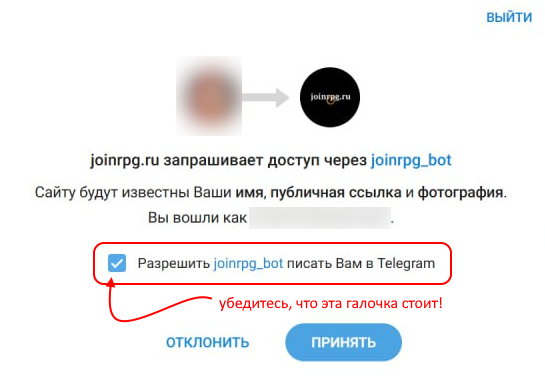 ВЫЙТИ
joinrpg.ru
joinrpg.ru запрашивает доступ через joinrpg_bot
Сайту будут известны Ваши имя, публичная ссылка и фотография.
Вы вошли как .
Разрешить joinrpg_bot писать Вам в Telegram
убедитесь, что эта галочка стоит!
ОТКЛОНИТЬ ПРИНЯТЬ